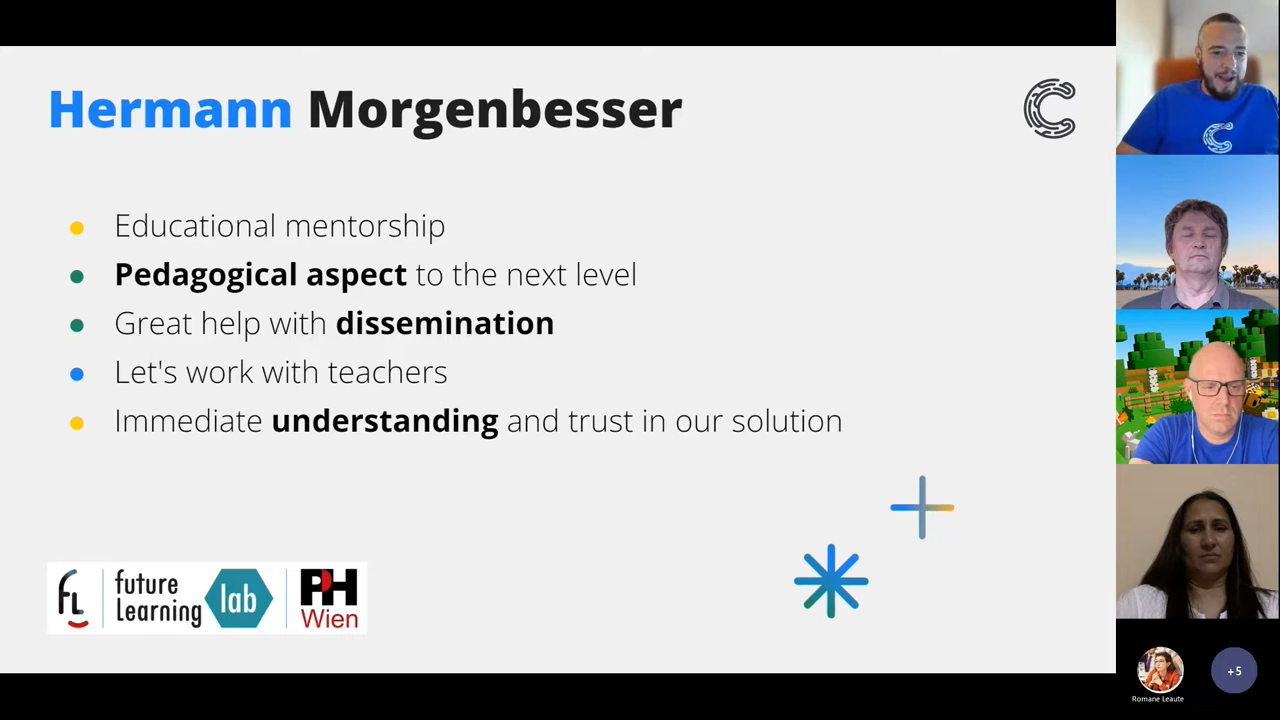 Hermann Morgenbesser
Educational mentorship
Pedagogical aspect to the next level
Great help with dissemination
Let's work with teachers
Immediate understanding and trust in our solution
fL
future
Learning
lab
PH
Wien
Romane Leaute
+5